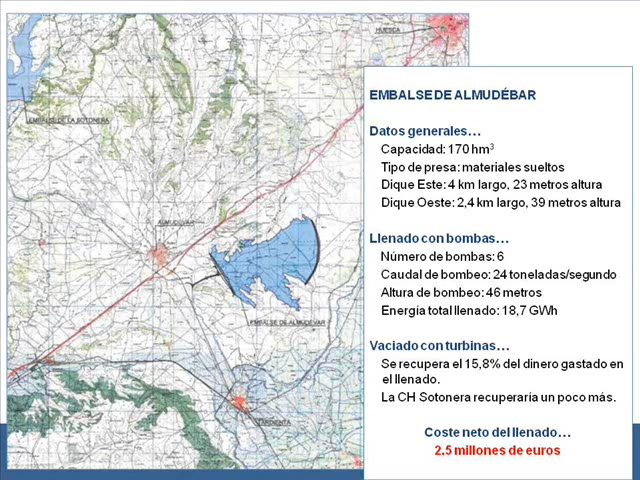 HUESCA
EMBALSE DE LA SOTONERA
ALMUDEVAR
EMBALSE DE ALMUDEVAR
TARDIENTA
EMBALSE DE ALMUDÉBAR
Datos generales…
Capacidad: 170 hm³
Tipo de presa: materiales sueltos
Dique Este: 4 km largo, 23 metros altura
Dique Oeste: 2,4 km largo, 39 metros altura
Llenado con bombas…
Número de bombas: 6
Caudal de bombeo: 24 toneladas/segundo
Altura de bombeo: 46 metros
Energía total llenado: 18,7 GWh
Vaciado con turbinas…
Se recupera el 15,8% del dinero gastado en
el llenado.
La CH Sotonera recuperaría un poco más.
Coste neto del llenado…
2,5 millones de euros